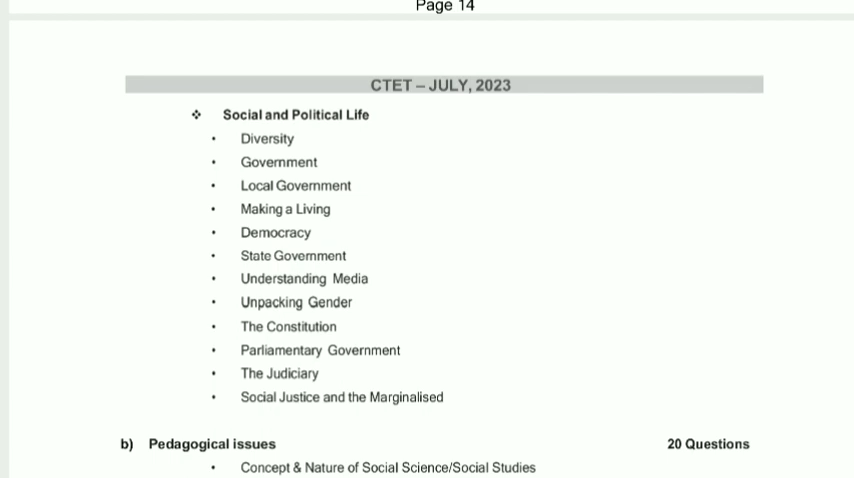 Page 14
CTET – JULY, 2023
❖ Social and Political Life
• Diversity
• Government
• Local Government
• Making a Living
• Democracy
• State Government
• Understanding Media
• Unpacking Gender
• The Constitution
• Parliamentary Government
• The Judiciary
• Social Justice and the Marginalised
b) Pedagogical issues 20 Questions
• Concept & Nature of Social Science/Social Studies